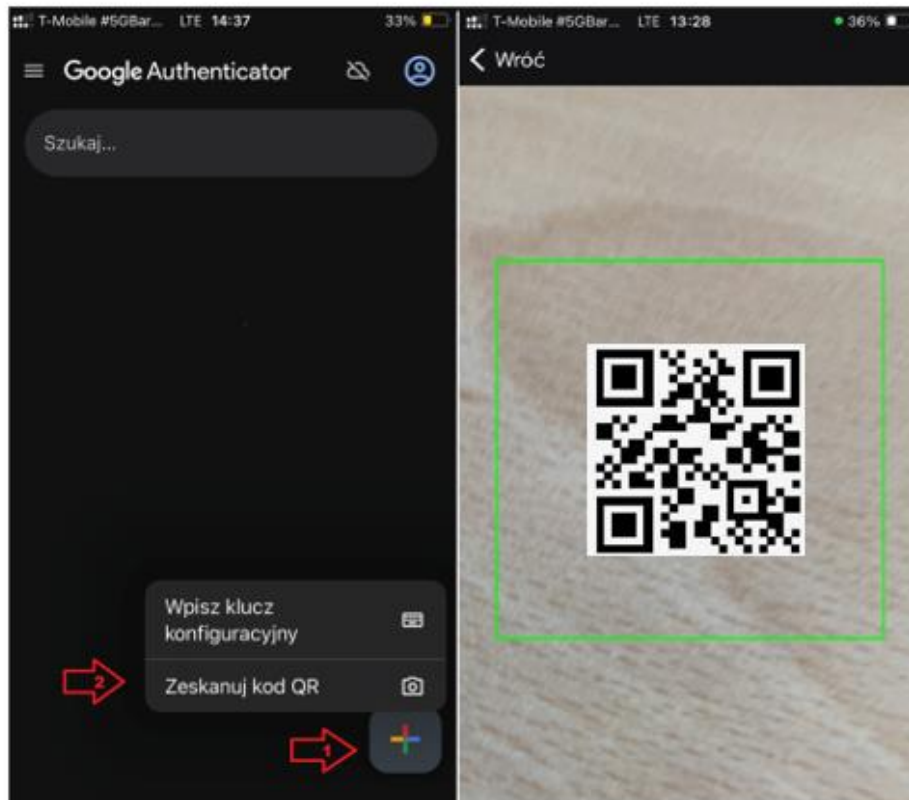 T-Mobile #5GBar... LTE 14:37 33%
Google Authenticator
Szukaj...
Wpisz klucz
konfiguracyjny
2
Zeskanuj kod QR
1
T-Mobile #5GBar... LTE 13:28 36%
Wróć